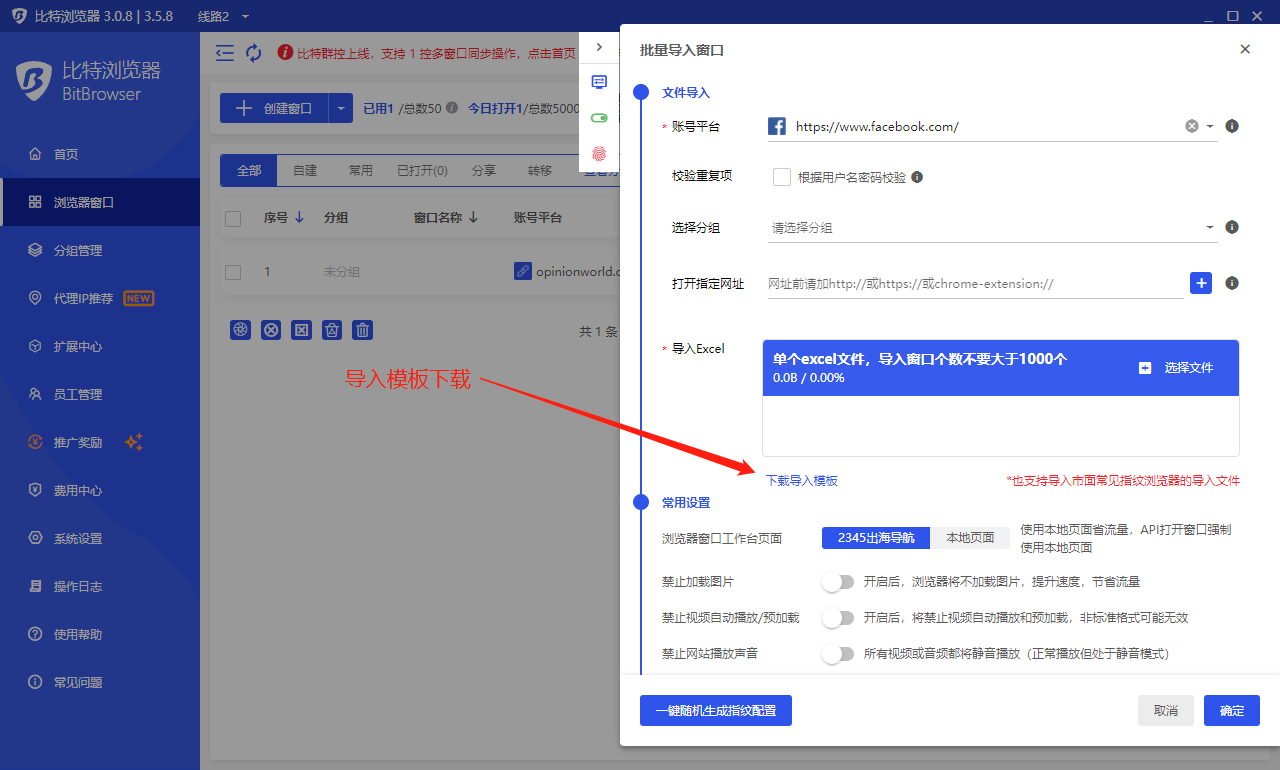 比特浏览器 3.0.8 | 3.5.8 线路2
比特浏览器
BitBrowser
首页
浏览器窗口
分组管理
代理IP推荐 NEW
扩展中心
员工管理
推广奖励
费用中心
系统设置
操作日志
使用帮助
常见问题
比特群控上线，支持 1 控多窗口同步操作，点击首页
创建窗口 已用1 /总数50 今日打开1/总数5000
全部 自建 常用 已打开(0) 分享 转移
序号 分组 窗口名称 账号平台
1 未分组 opinionworld.c
共 1 条
导入模板下载
批量导入窗口
文件导入
* 账号平台 https://www.facebook.com/
校验重复项 根据用户名密码校验
选择分组 请选择分组
打开指定网址 网址前请加http://或https://或chrome-extension://
* 导入Excel
单个excel文件，导入窗口个数不要大于1000个
0.0B / 0.00%
选择文件
下载导入模板 *也支持导入市面常见指纹浏览器的导入文件
常用设置
浏览器窗口工作台页面 2345出海导航 本地页面 使用本地页面省流量，API打开窗口强制
使用本地页面
禁止加载图片 开启后，浏览器将不加载图片，提升速度，节省流量
禁止视频自动播放/预加载 开启后，将禁止视频自动播放和预加载，非标准格式可能无效
禁止网站播放声音 所有视频或音频都将静音播放（正常播放但处于静音模式）
一键随机生成指纹配置 取消 确定